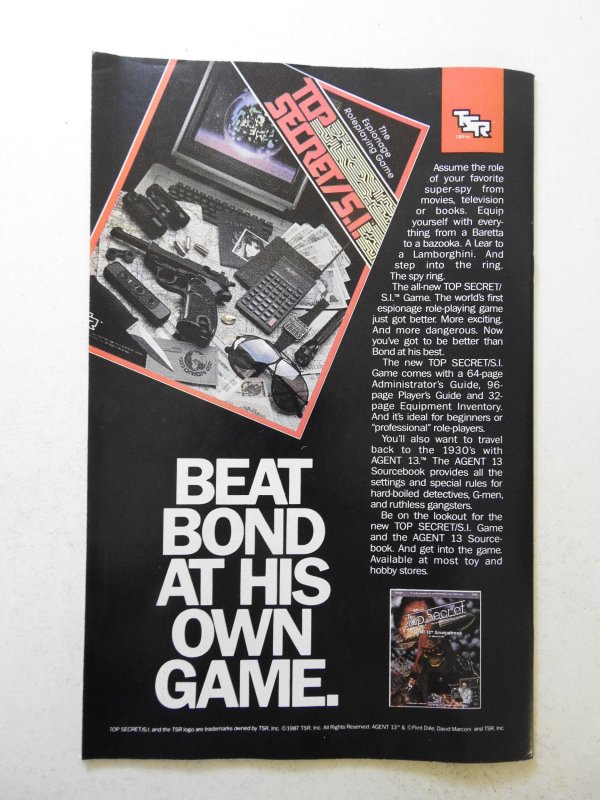 TOP
SECRET/S.I.
The
Espionage
Roleplaying Game
TSR
TSR, Inc.
Assume the role
of your favorite
super-spy from
movies, television
or books. Equip
yourself with every-
thing from a Baretta
to a bazooka. A Lear to
a Lamborghini. And
step into the ring.
The spy ring.
The all-new TOP SECRET/
S.I.™ Game. The world's first
espionage role-playing game
just got better. More exciting.
And more dangerous. Now
you've got to be better than
Bond at his best.
The new TOP SECRET/S.I.
Game comes with a 64-page
Administrator's Guide, 96-
page Player's Guide and 32-
page Equipment Inventory.
And it's ideal for beginners or
"professional" role-players.
You'll also want to travel
back to the 1930's with
AGENT 13.™ The AGENT 13
Sourcebook provides all the
settings and special rules for
hard-boiled detectives, G-men,
and ruthless gangsters.
Be on the lookout for the
new TOP SECRET/S.I. Game
and the AGENT 13 Source-
book. And get into the game.
Available at most toy and
hobby stores.
BEAT
BOND
AT HIS
OWN
GAME.
Top Secret
13™ Sourcebook
TOP SECRET/S.I. and the TSR logo are trademarks owned by TSR, Inc. ©1987 TSR, Inc. All Rights Reserved. AGENT 13™ & ©Flint Dille, David Marconi and TSR, Inc.